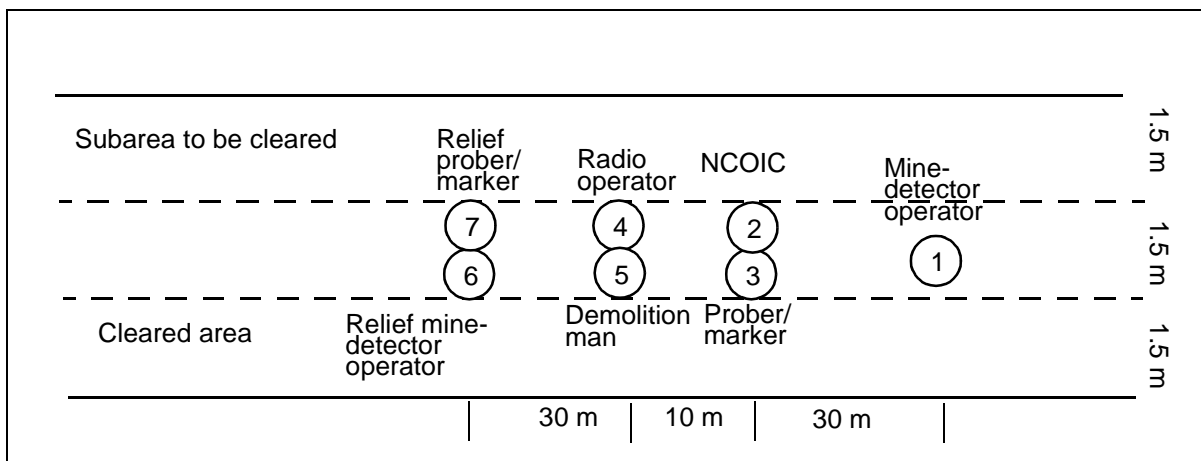 Subarea to be cleared
Relief
prober/
marker
Radio
operator
NCOIC
Mine-
detector
operator
1.5 m
7
4
2
1
1.5 m
6
5
3
Cleared area
Relief mine-
detector
operator
Demolition
man
Prober/
marker
1.5 m
30 m
10 m
30 m